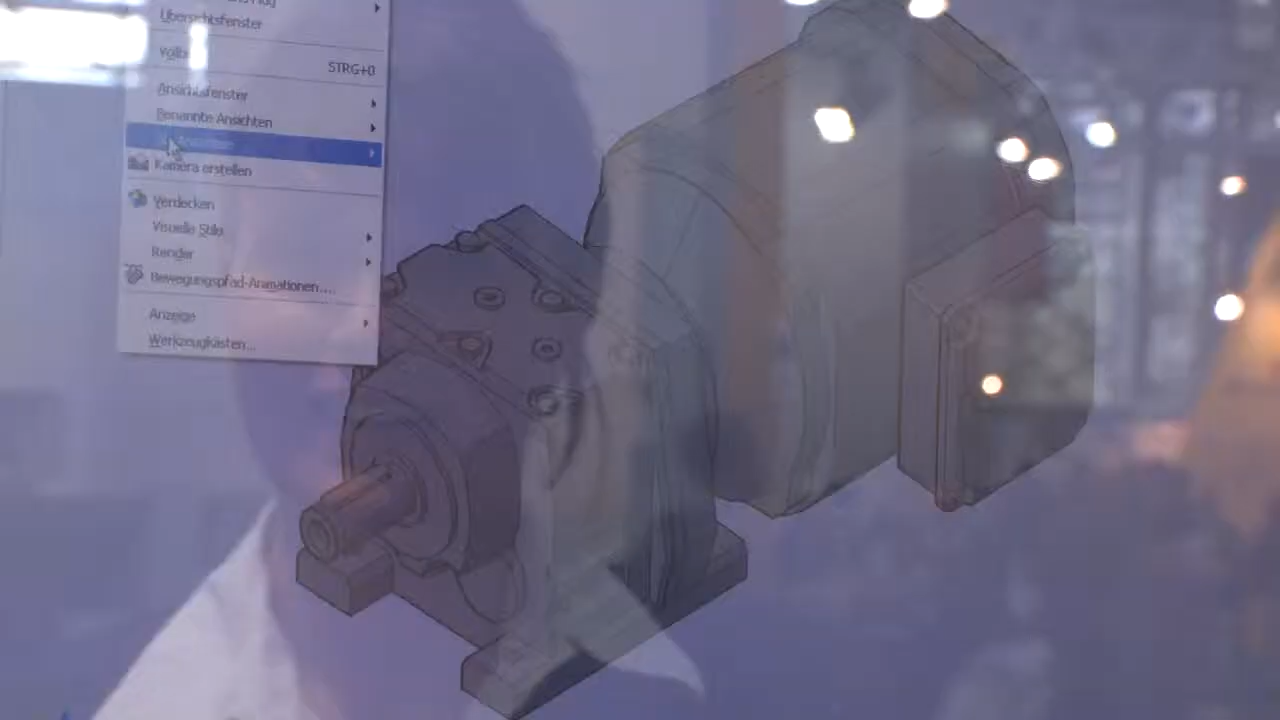 Übersichtsfenster
STRG+0
Ansichtsfenster
Benannte Ansichten
Kamera erstellen
Verdecken
Visuelle Stile
Render
Bewegungspfad-Animationen...
Anzeige
Werkzeugkästen...